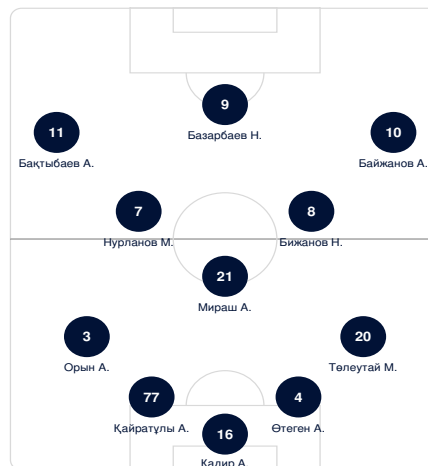 9
Базарбаев Н.
11
Бақтыбаев А.
10
Байжанов А.
7
Нурланов М.
8
Бижанов Н.
21
Мираш А.
3
Орын А.
20
Төлеутай М.
77
Қайратұлы А.
4
Өтеген А.
16
Кадир А.